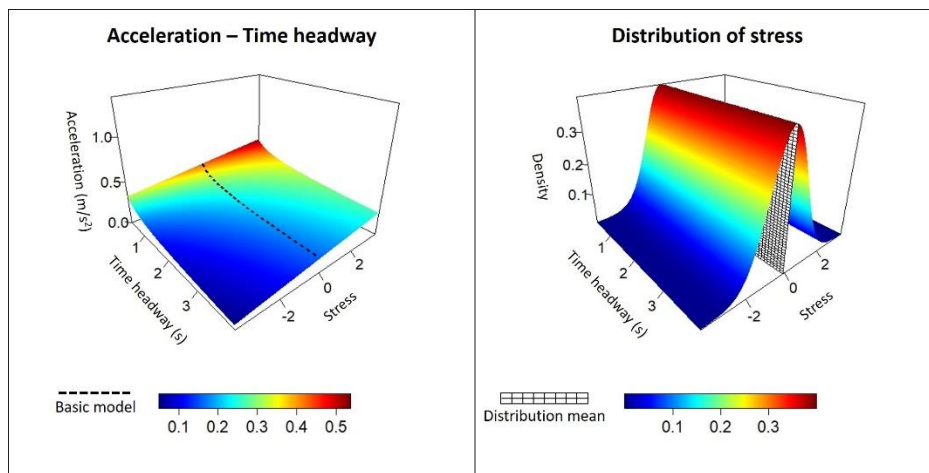 Acceleration – Time headway
Acceleration (m/s²)
1.0
0.5
0.0
1
2
3
Time headway (s)
-2
0
2
Stress
Basic model
0.1 0.2 0.3 0.4 0.5
Distribution of stress
Density
0.3
0.2
0.1
1
2
3
Time headway (s)
-2
0
2
Stress
Distribution mean
0.1 0.2 0.3